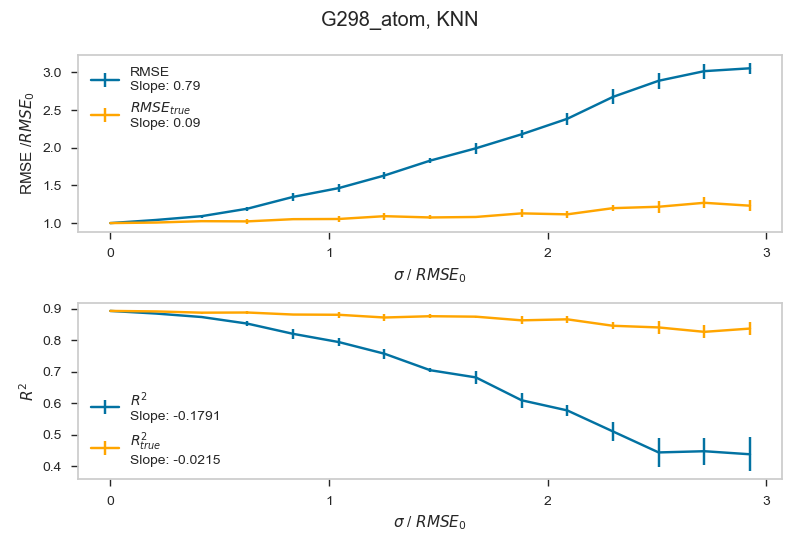 G298_atom, KNN
RMSE /RMSE₀
3.0
2.5
2.0
1.5
1.0
RMSE
Slope: 0.79
RMSE_true
Slope: 0.09
0 1 2 3
σ / RMSE₀
R²
0.9
0.8
0.7
0.6
0.5
0.4
R²
Slope: -0.1791
R²_true
Slope: -0.0215
0 1 2 3
σ / RMSE₀